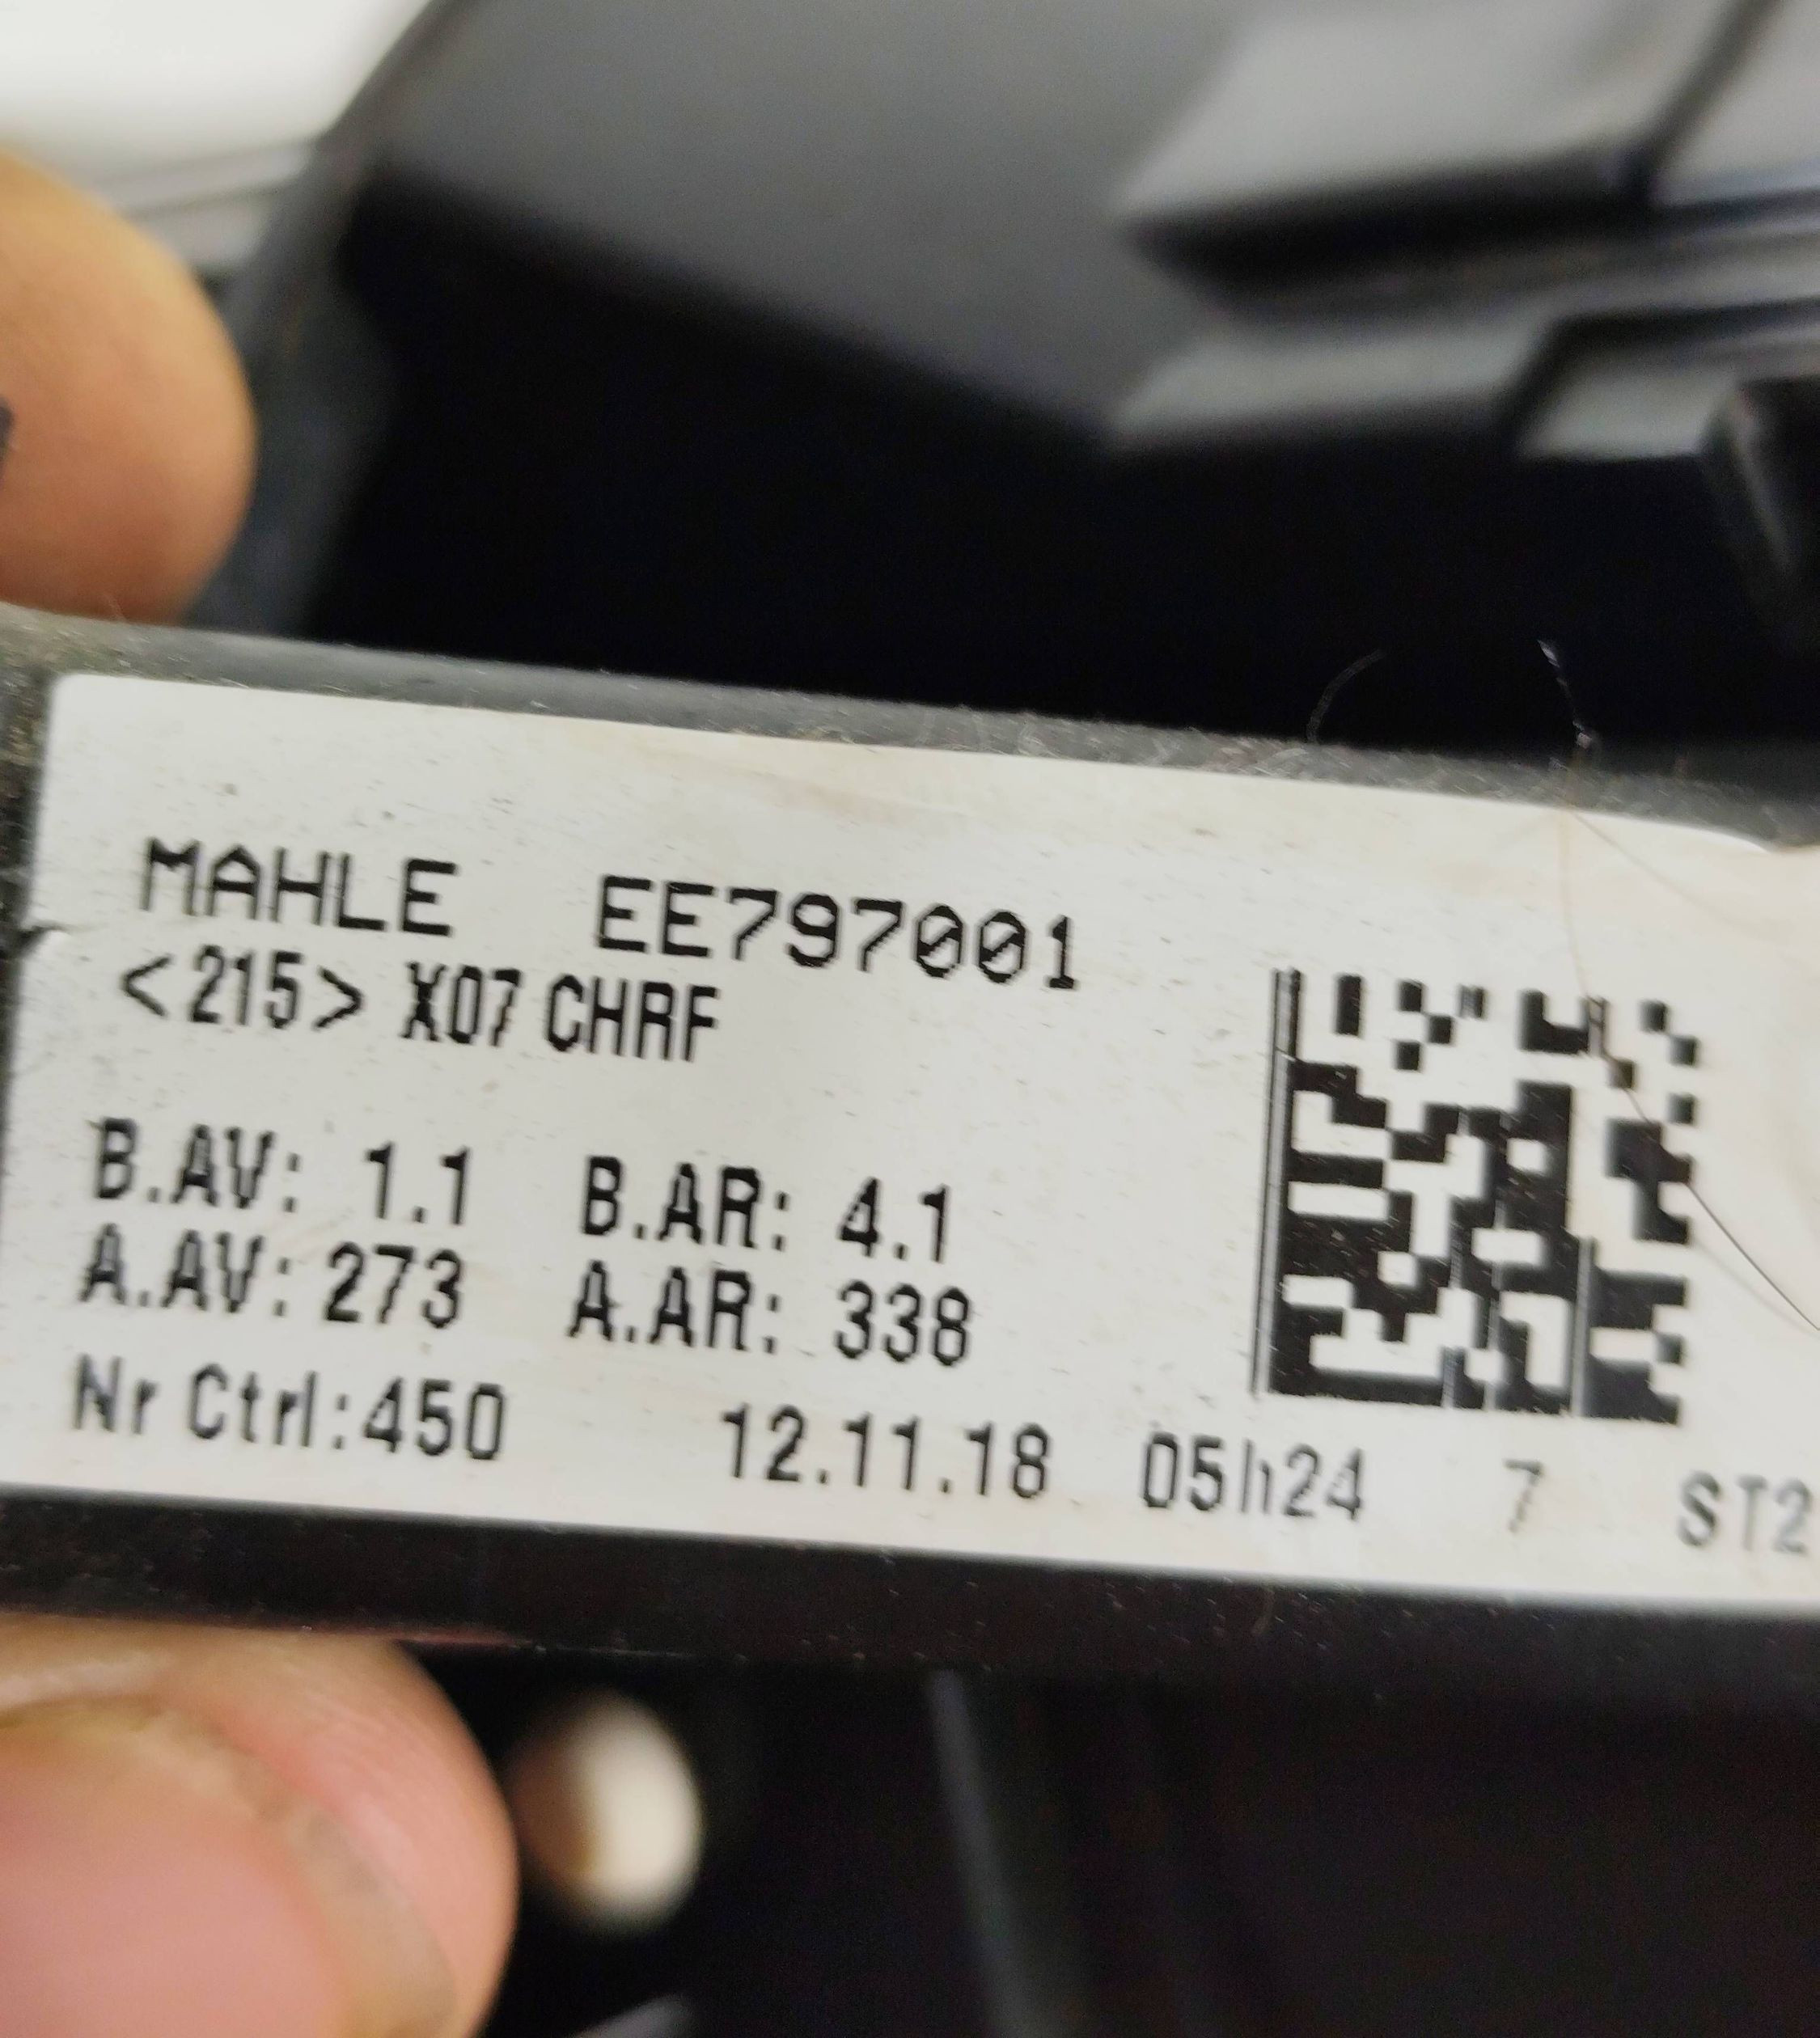 MAHLE EE797001
<215> X07 CHRF
B.AV: 1.1 B.AR: 4.1
A.AV: 273 A.AR: 338
Nr Ctrl:450 12.11.18 05h24 7 ST2